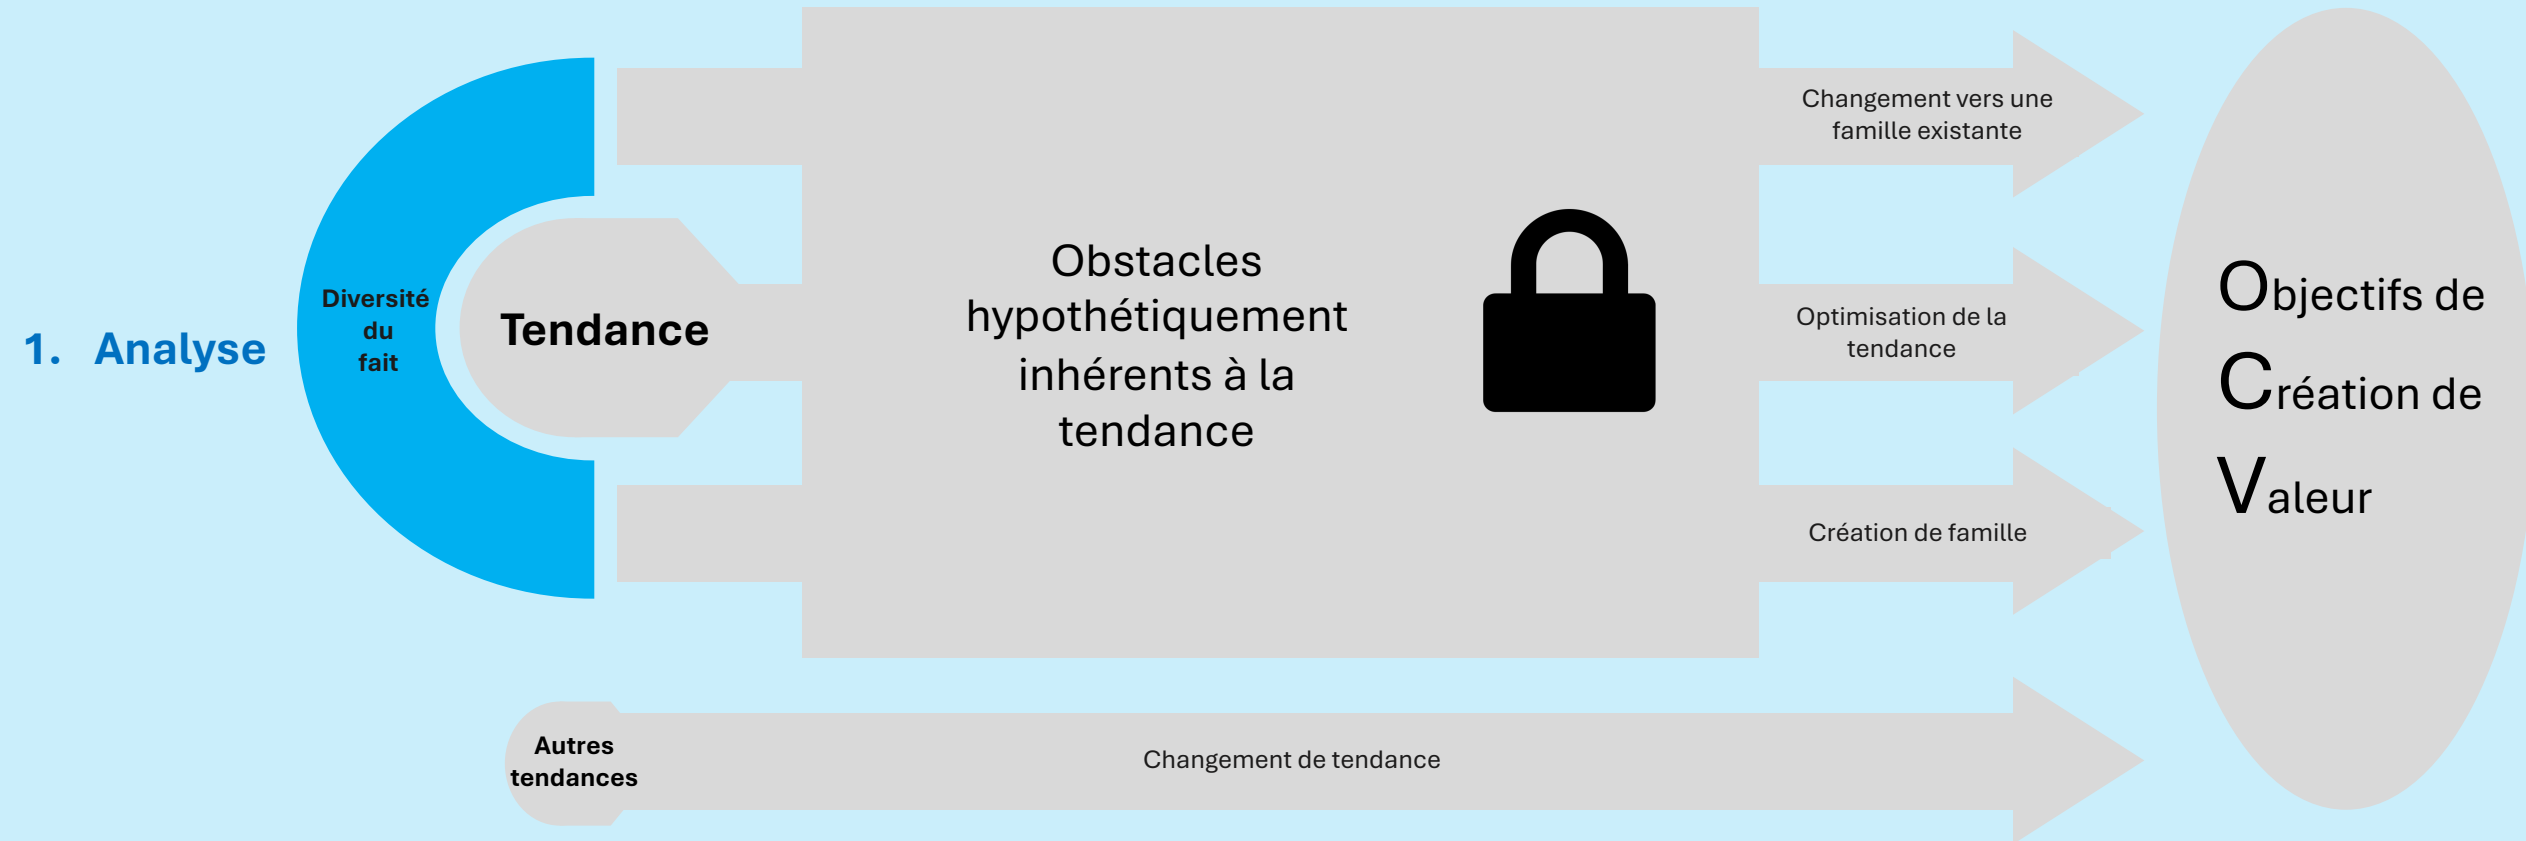 1. Analyse
Diversité
du
fait
Tendance
Obstacles
hypothétiquement
inhérents à la
tendance
Changement vers une
famille existante
Optimisation de la
tendance
Création de famille
Objectifs de
Création de
Valeur
Autres
tendances
Changement de tendance